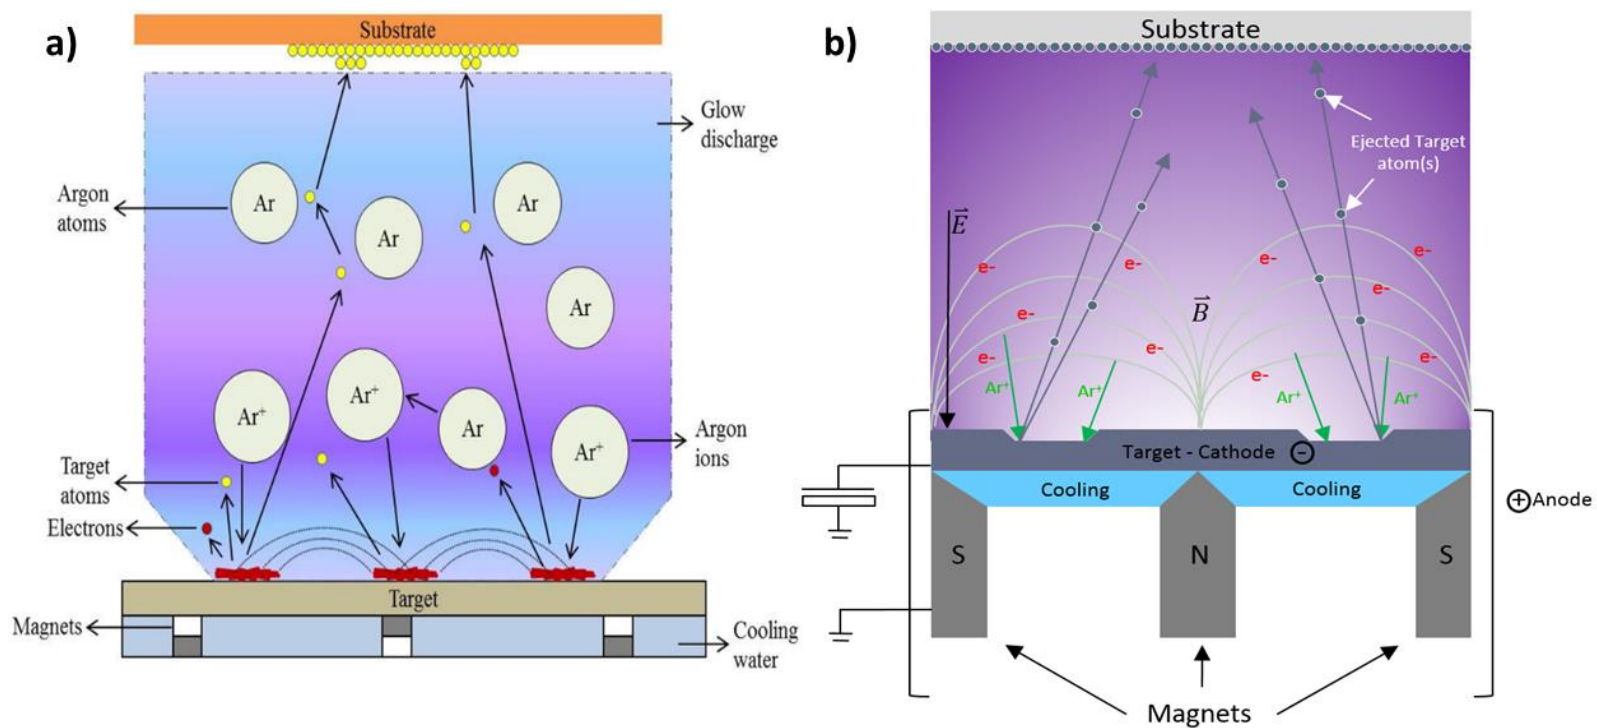 a)
Substrate
Glow
discharge
Argon
atoms
Ar
Ar
Ar
Ar
Ar⁺
Ar⁺
Ar
Ar⁺
Argon
ions
Target
atoms
Electrons
Target
Magnets
Cooling
water
b)
Substrate
Ejected Target
atom(s)
E⃗
B⃗
e-
e-
e-
e-
e-
e-
e-
e-
e-
e-
Ar⁺
Ar⁺
Ar⁺
Ar⁺
Target - Cathode −
Cooling
Cooling
+ Anode
S
N
S
Magnets